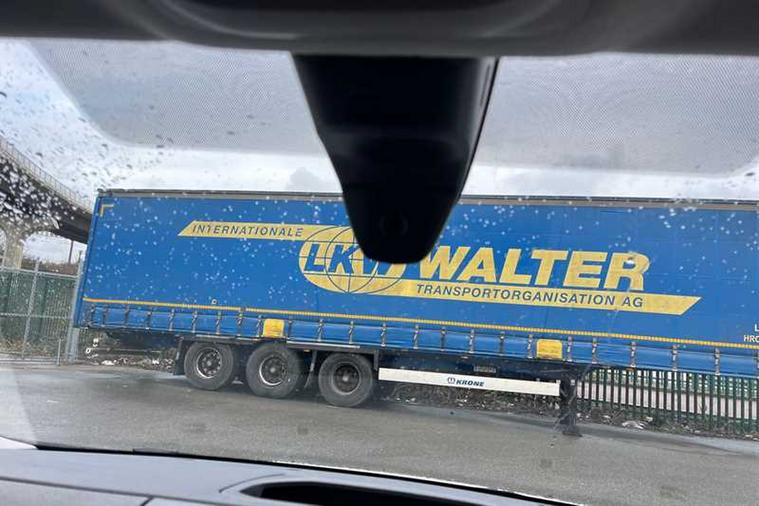 INTERNATIONALE
LKW WALTER
TRANSPORTORGANISATION AG
KRONE